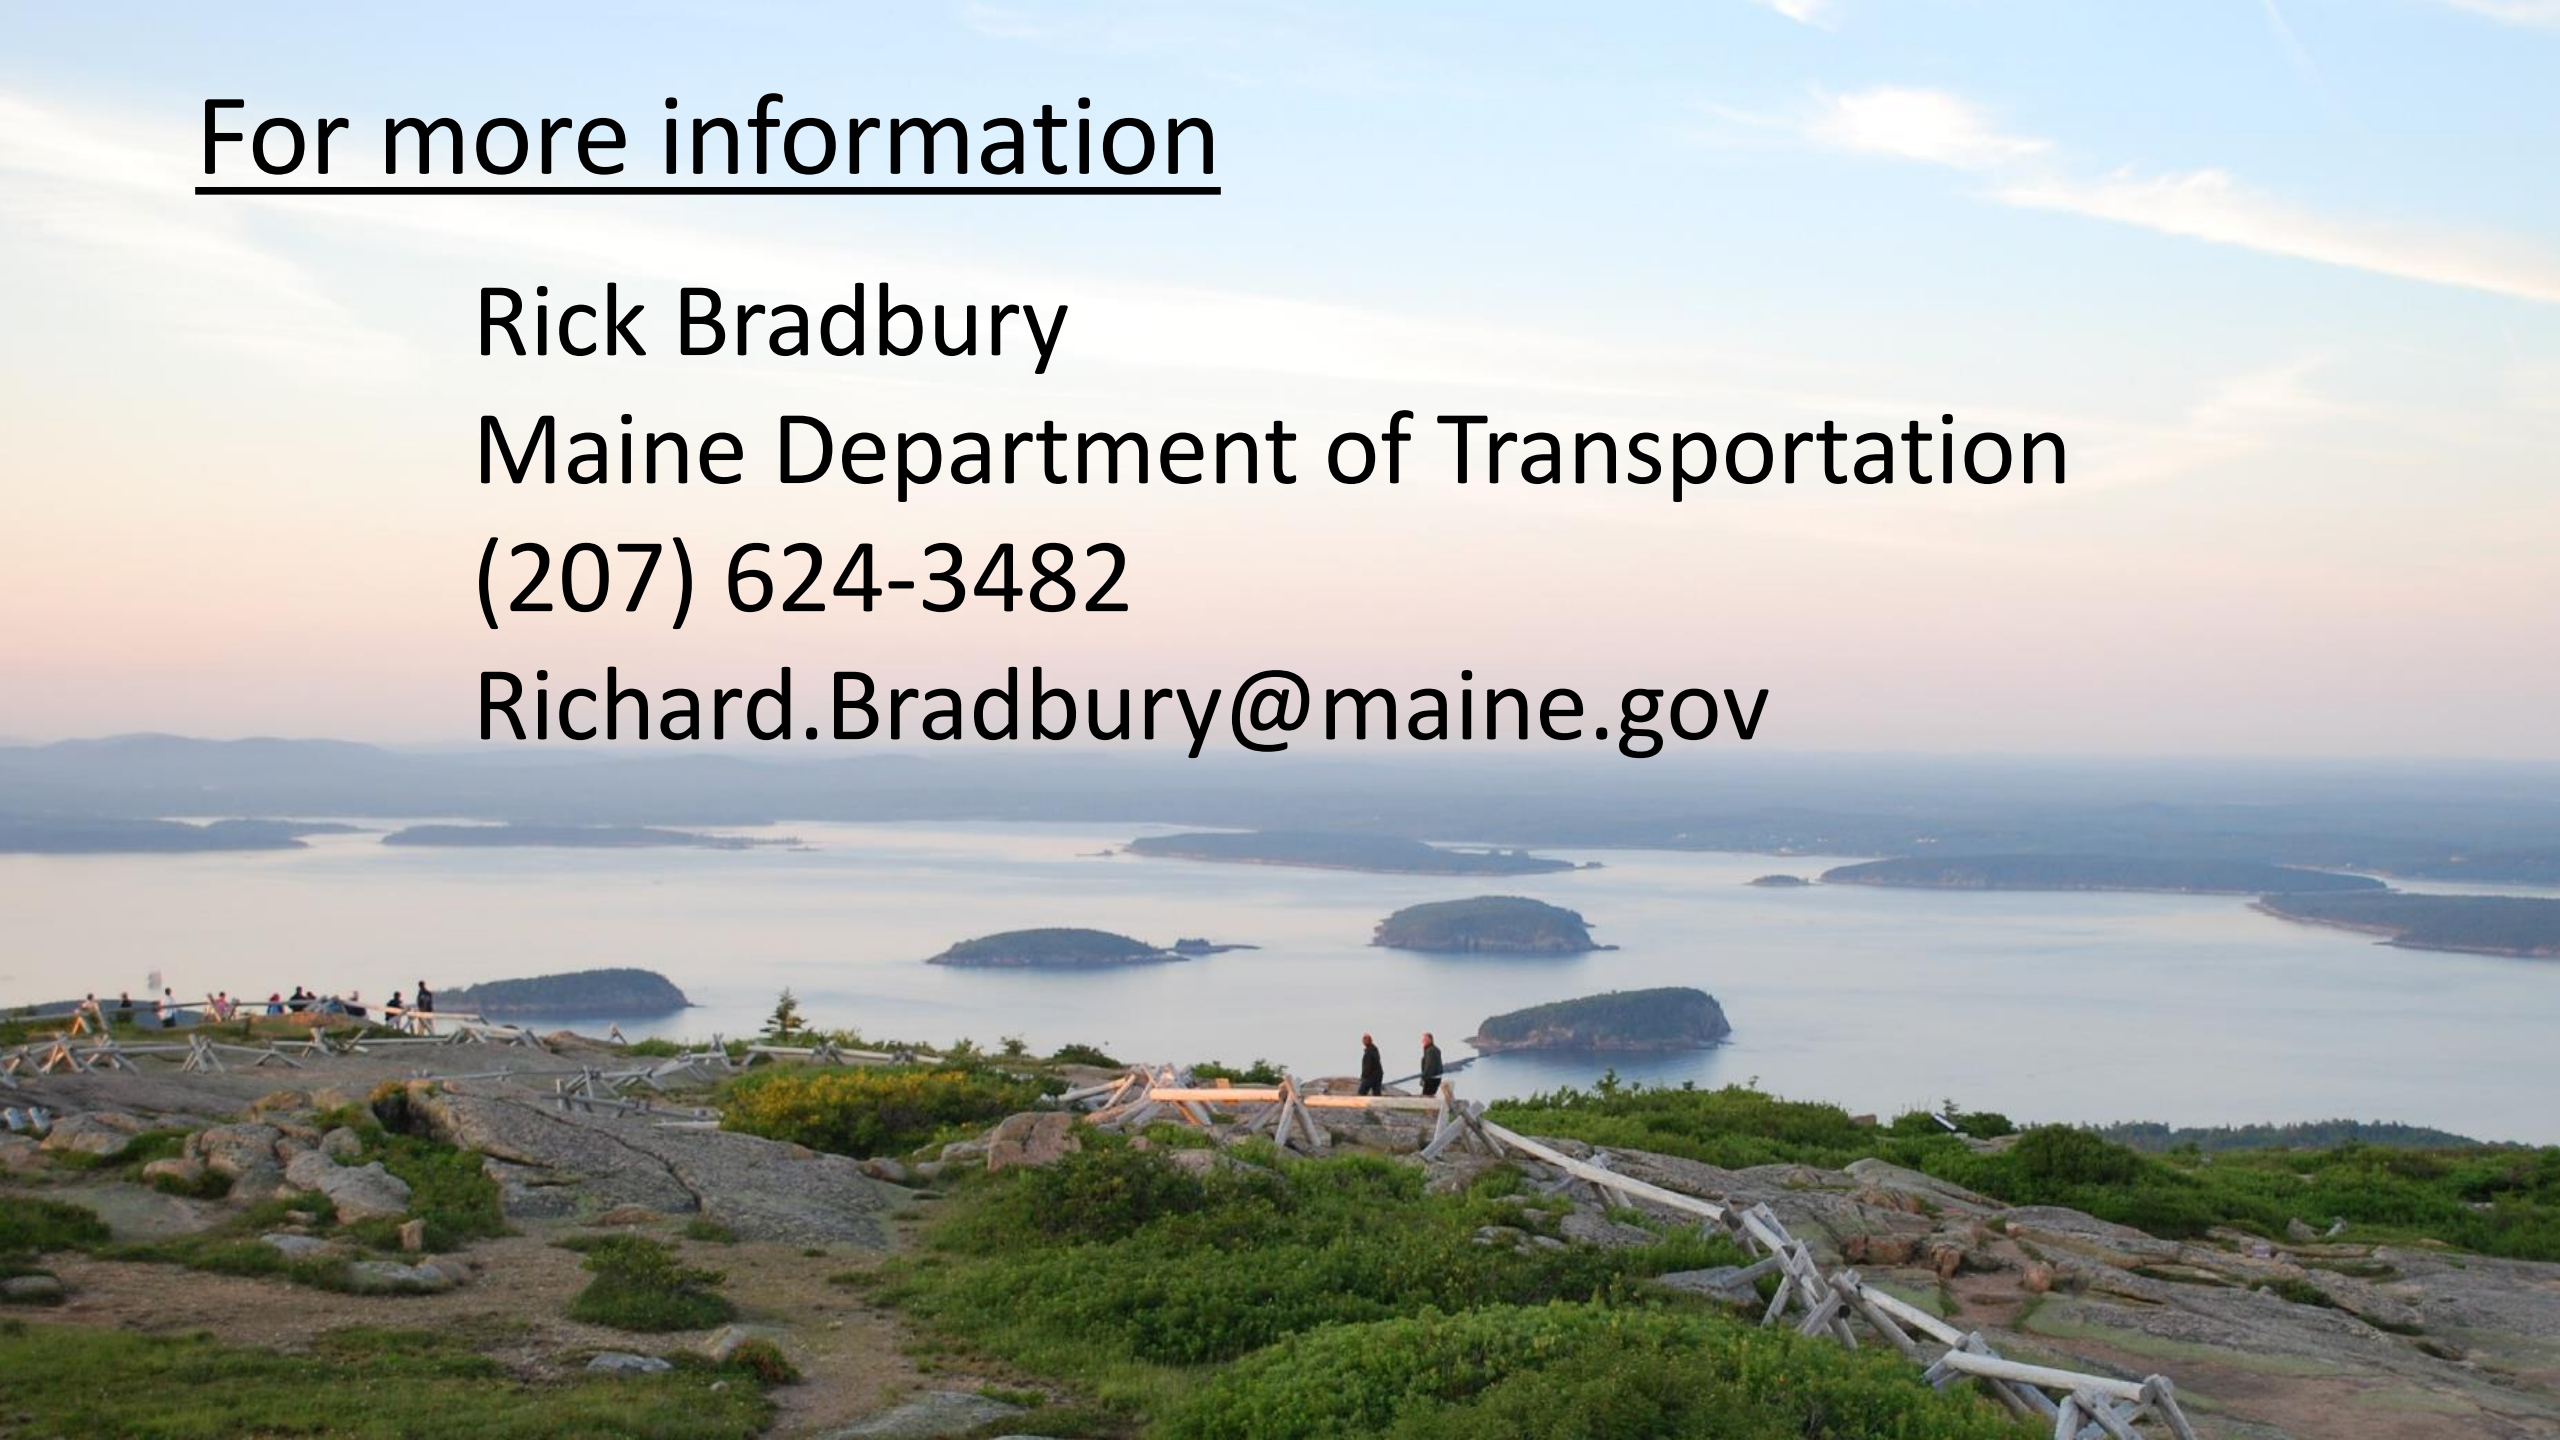 For more information
Rick Bradbury
Maine Department of Transportation
(207) 624-3482
Richard.Bradbury@maine.gov